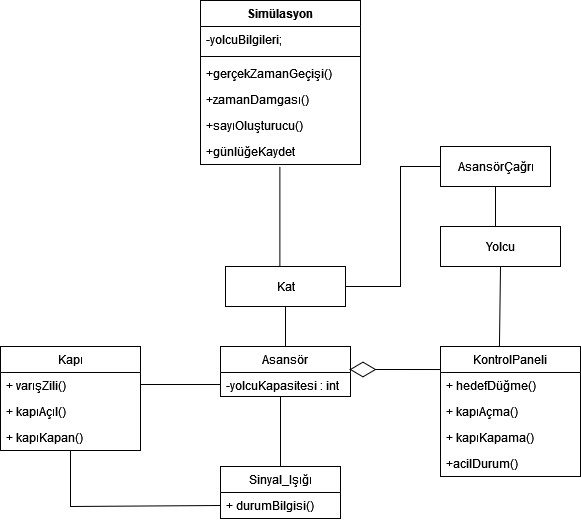 Simülasyon
-yolcuBilgileri;
+gerçekZamanGeçişi()
+zamanDamgası()
+sayıOluşturucu()
+günlüğeKaydet
AsansörÇağrı
Yolcu
Kat
Kapı
+ varışZili()
+ kapıAçıl()
+ kapıKapan()
Asansör
-yolcuKapasitesi : int
KontrolPaneli
+ hedefDüğme()
+ kapıAçma()
+ kapıKapama()
+acilDurum()
Sinyal_Işığı
+ durumBilgisi()